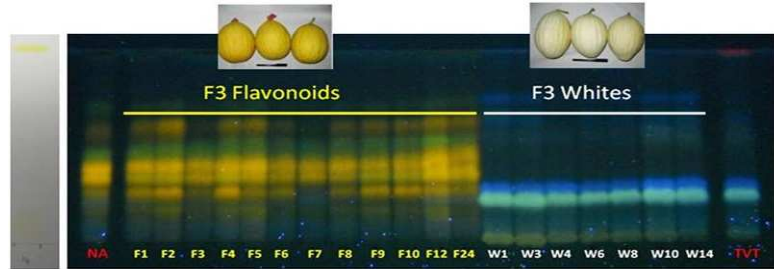 F3 Flavonoids F3 Whites
NA F1 F2 F3 F4 F5 F6 F7 F8 F9 F10 F12 F24 W1 W3 W4 W6 W8 W10 W14 TVT